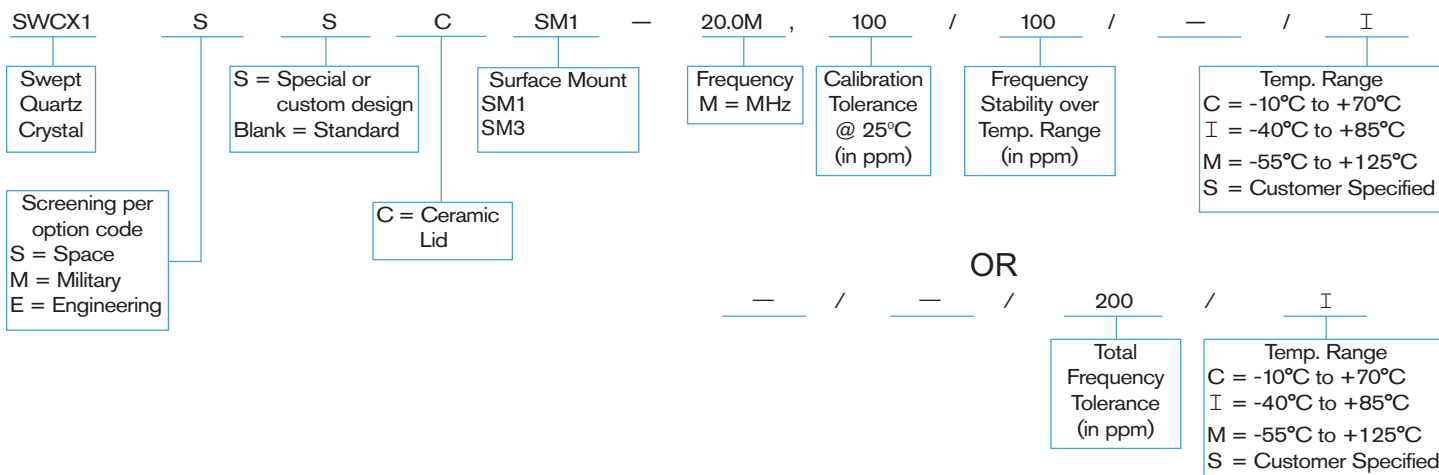 SWCX1 S S C SM1 — 20.0M , 100 / 100 / — / I
Swept
Quartz
Crystal
S = Special or
custom design
Blank = Standard
Surface Mount
SM1
SM3
Frequency
M = MHz
Calibration
Tolerance
@ 25°C
(in ppm)
Frequency
Stability over
Temp. Range
(in ppm)
Temp. Range
C = -10°C to +70°C
I = -40°C to +85°C
M = -55°C to +125°C
S = Customer Specified
Screening per
option code
S = Space
M = Military
E = Engineering
C = Ceramic
Lid
OR
— / — / 200 / I
Total
Frequency
Tolerance
(in ppm)
Temp. Range
C = -10°C to +70°C
I = -40°C to +85°C
M = -55°C to +125°C
S = Customer Specified